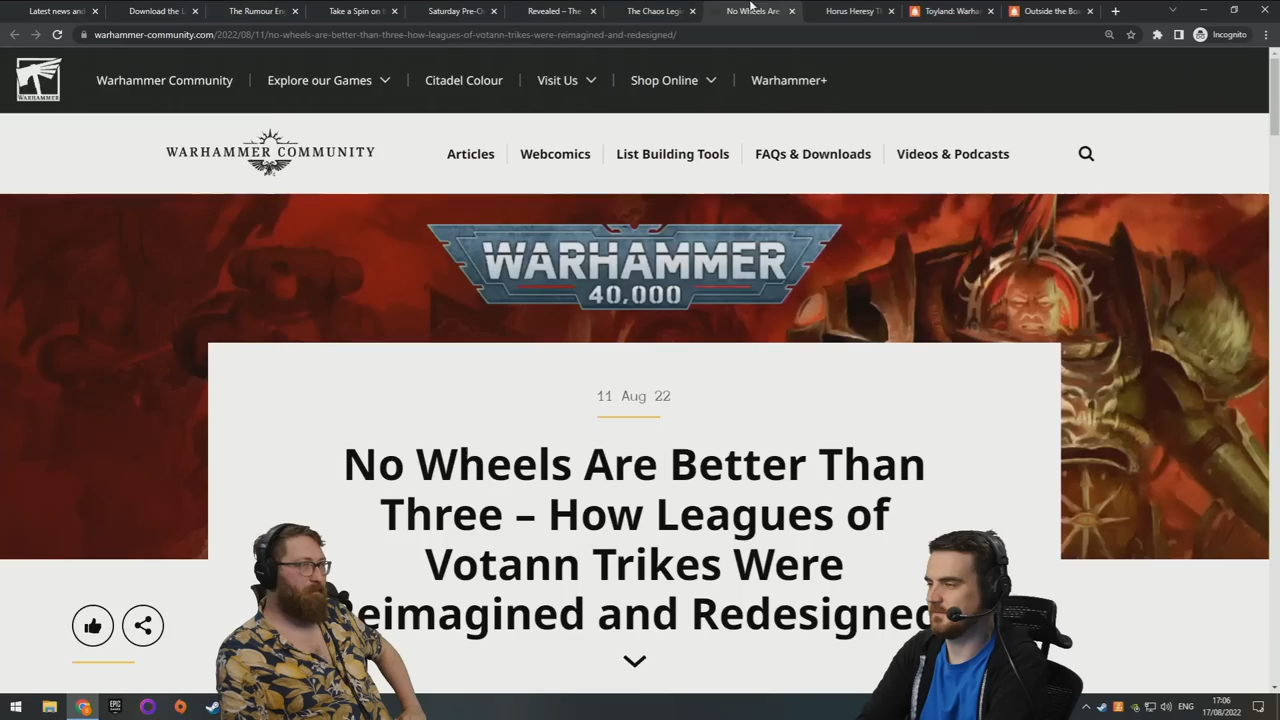 Latest news and
Download the L
The Rumour En
Take a Spin on t
Saturday Pre-O
Revealed – The
The Chaos Legi
No Wheels Are
Horus Heresy T
Toyland: Warha
Outside the Box
warhammer-community.com/2022/08/11/no-wheels-are-better-than-three-how-leagues-of-votann-trikes-were-reimagined-and-redesigned/
Incognito
WARHAMMER
Warhammer Community
Explore our Games
Citadel Colour
Visit Us
Shop Online
Warhammer+
WARHAMMER COMMUNITY
Articles
Webcomics
List Building Tools
FAQs & Downloads
Videos & Podcasts
WARHAMMER
40,000
11 Aug 22
No Wheels Are Better Than
Three – How Leagues of
Votann Trikes Were
Reimagined and Redesigned
EPIC
17:06
17/08/2022